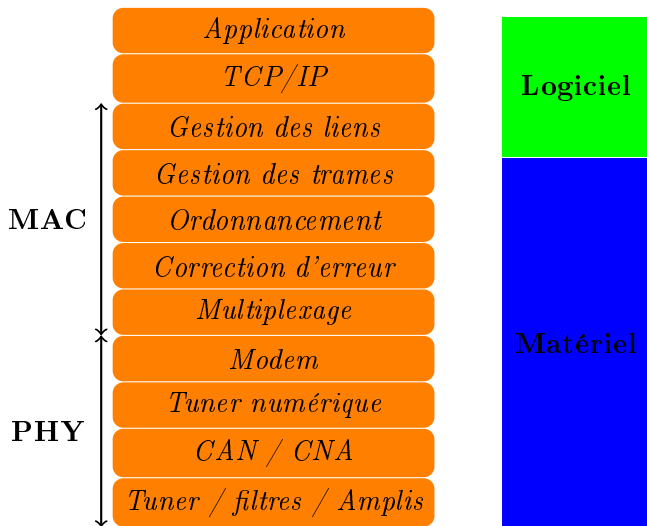 Application
TCP/IP
Logiciel
Gestion des liens
Gestion des trames
MAC
Ordonnancement
Correction d'erreur
Multiplexage
Matériel
Modem
Tuner numérique
PHY
CAN / CNA
Tuner / filtres / Amplis